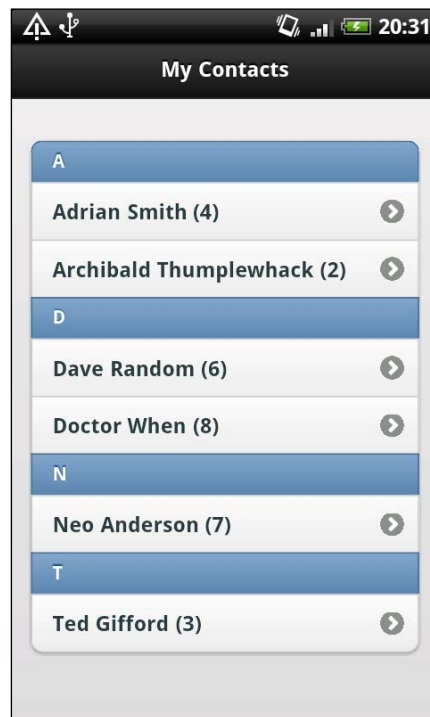 20:31
My Contacts
A
Adrian Smith (4)
Archibald Thumplewhack (2)
D
Dave Random (6)
Doctor When (8)
N
Neo Anderson (7)
T
Ted Gifford (3)